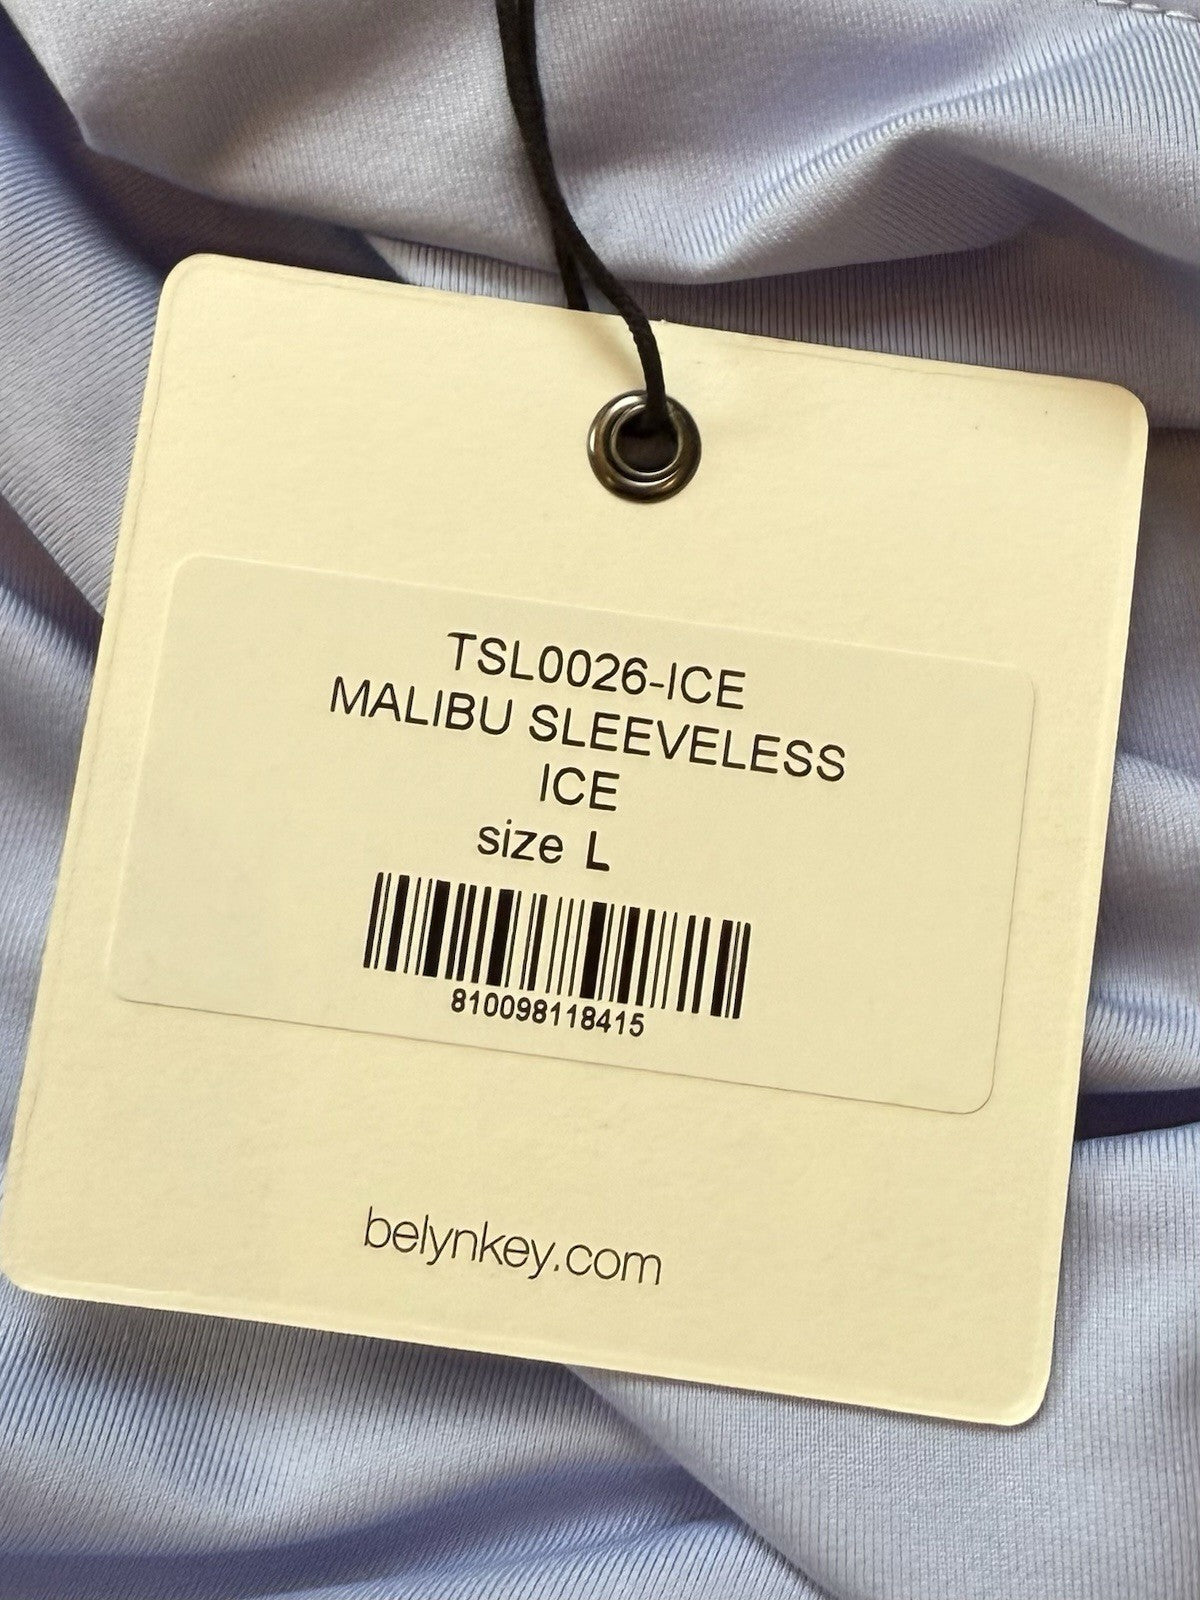 TSL0026-ICE
MALIBU SLEEVELESS
ICE
size L
810098118415
belynkey.com